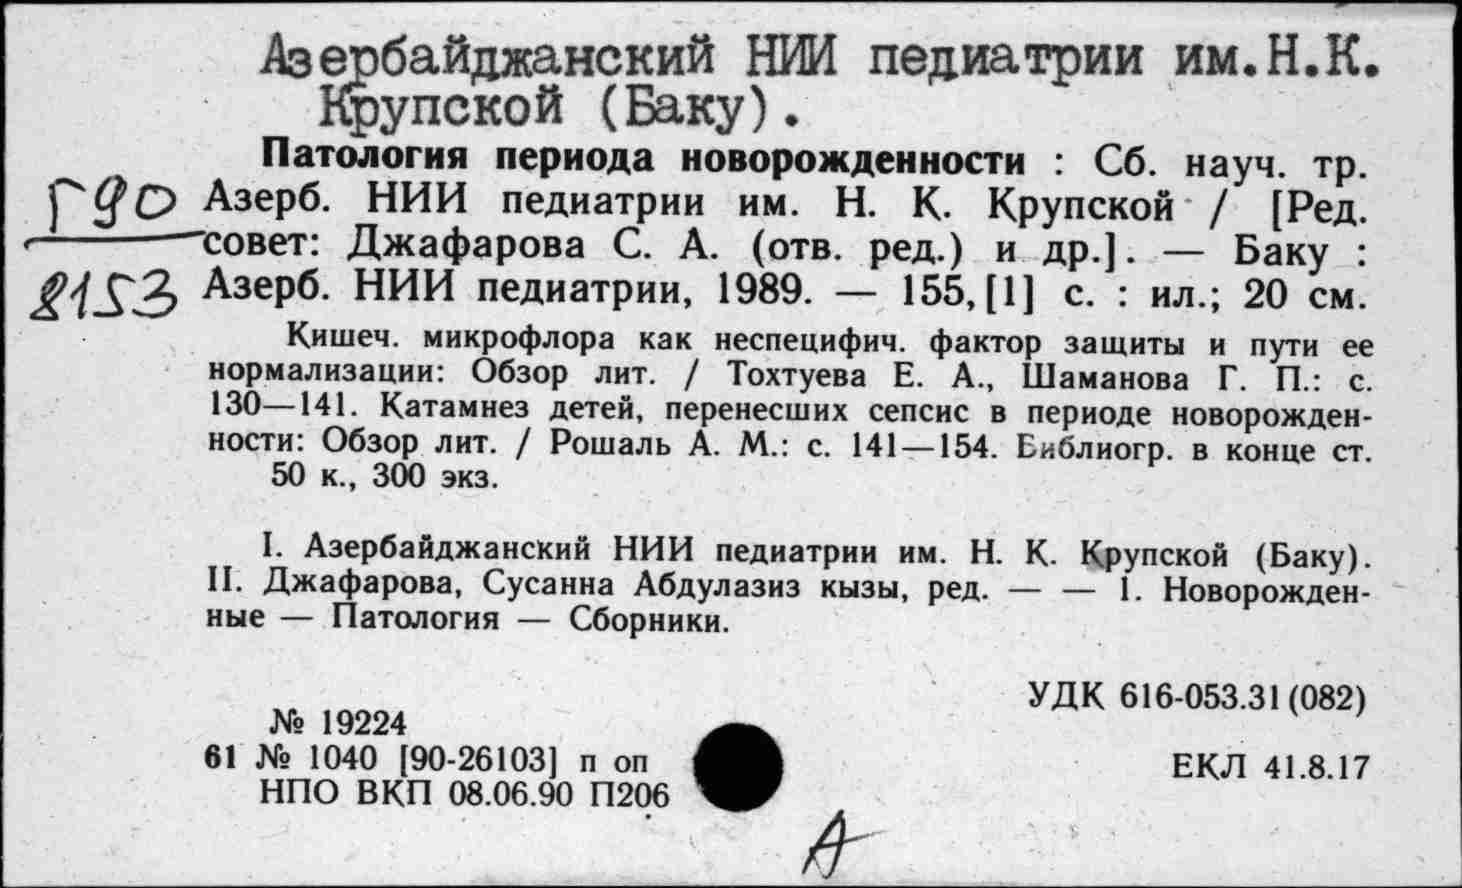 Азербайджанский НИИ педиатрии им.Н.К.
Крупской (Баку).
Патология периода новорожденности : Сб. науч. тр.
Г90 Азерб. НИИ педиатрии им. Н. К. Крупской / [Ред.
совет: Джафарова С. А. (отв. ред.) и др.]. — Баку :
2153 Азерб. НИИ педиатрии, 1989. — 155, [1] с. : ил.; 20 см.
Кишеч. микрофлора как неспецифич. фактор защиты и пути ее
нормализации: Обзор лит. / Тохтуева Е. А., Шаманова Г. П.: с.
130—141. Катамнез детей, перенесших сепсис в периоде новорожден-
ности: Обзор лит. / Рошаль А. М.: с. 141—154. Библиогр. в конце ст.
50 к., 300 экз.
I. Азербайджанский НИИ педиатрии им. Н. К. Крупской (Баку).
II. Джафарова, Сусанна Абдулазиз кызы, ред. — — 1. Новорожден-
ные — Патология — Сборники.
УДК 616-053.31(082)
№ 19224
61 № 1040 [90-26103] п оп
ЕКЛ 41.8.17
НПО ВКП 08.06.90 П206
А